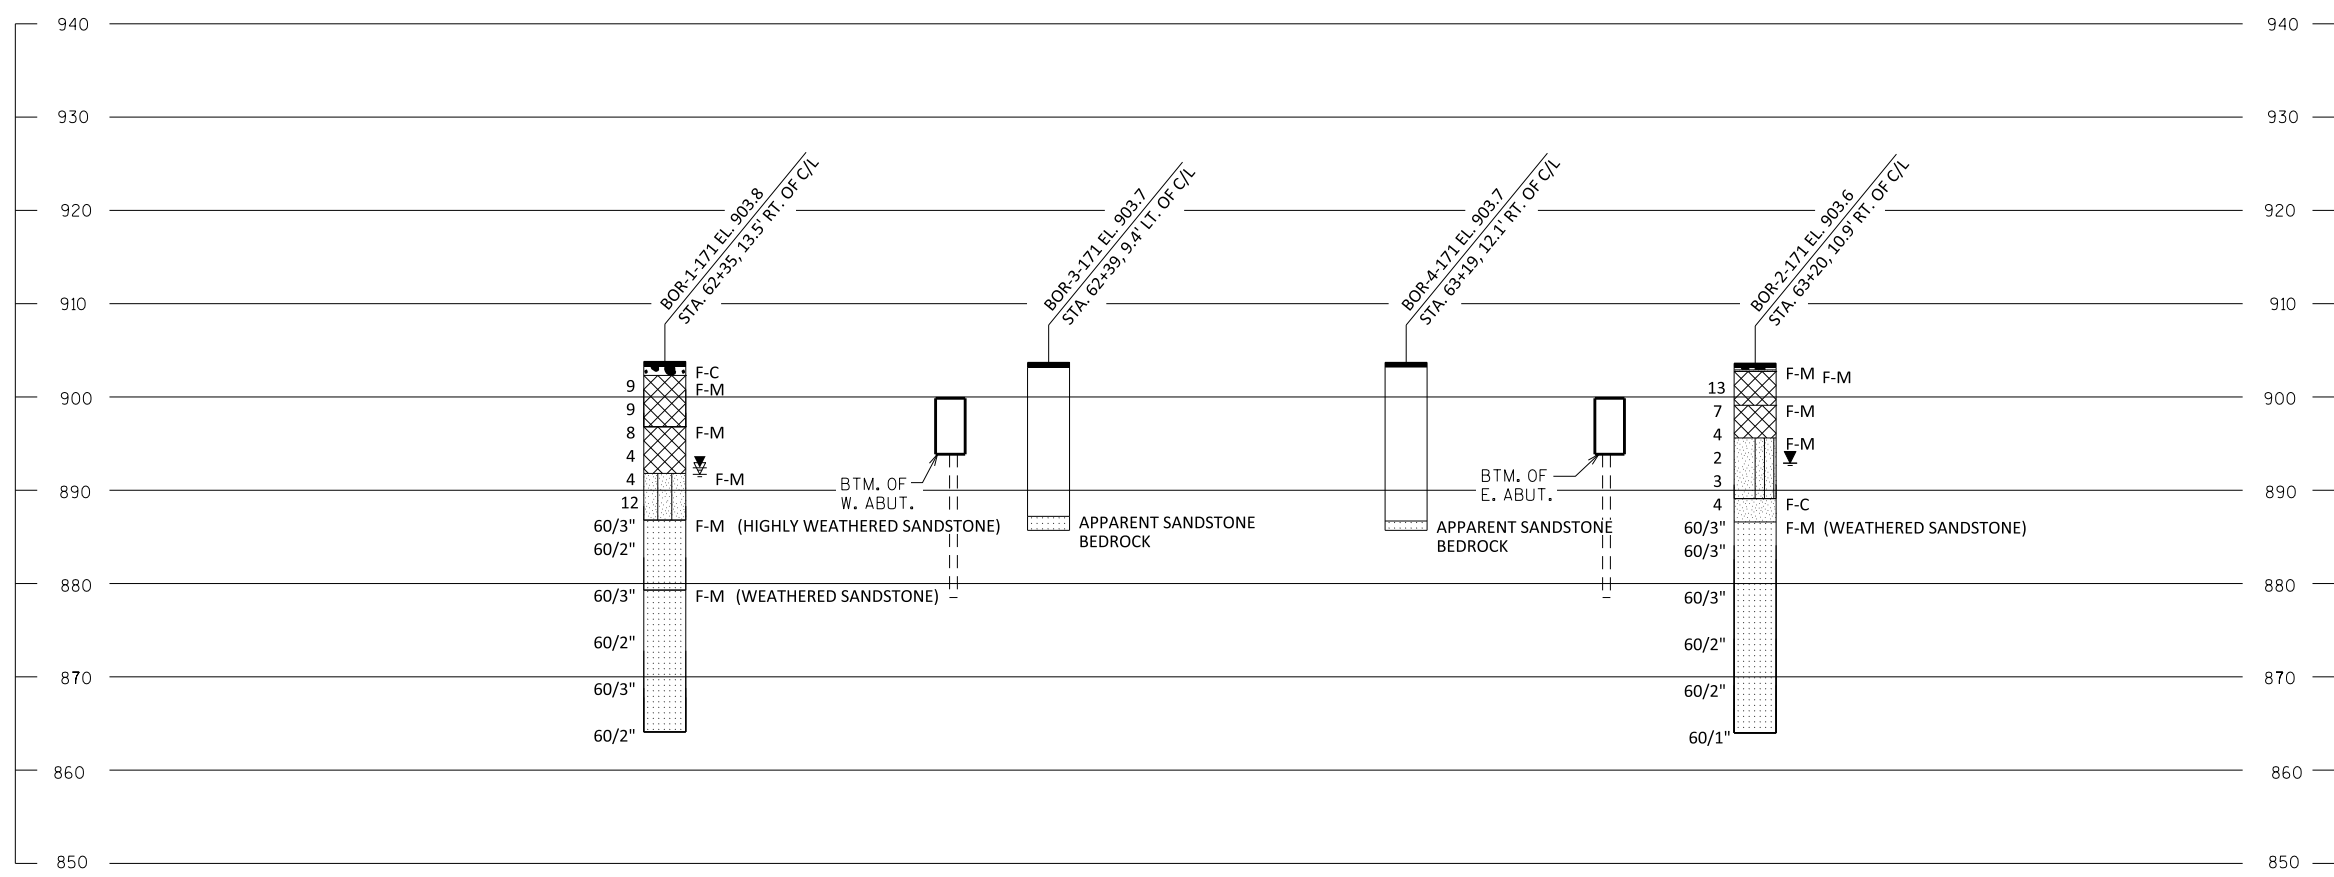 940 940
930 930
920 920
910 910
900 900
890 890
880 880
870 870
860 860
850 850
BOR-1-171 EL. 903.8
STA. 62+35, 13.5' RT. OF C/L
F-C
9 F-M
9
8 F-M
4
4 F-M
12
60/3" F-M (HIGHLY WEATHERED SANDSTONE)
60/2"
60/3" F-M (WEATHERED SANDSTONE)
60/2"
60/3"
60/2"
BTM. OF
W. ABUT.
BOR-3-171 EL. 903.7
STA. 62+39, 9.4' LT. OF C/L
APPARENT SANDSTONE
BEDROCK
BOR-4-171 EL. 903.7
STA. 63+19, 12.1' RT. OF C/L
APPARENT SANDSTONE
BEDROCK
BTM. OF
E. ABUT.
BOR-2-171 EL. 903.6
STA. 63+20, 10.9' RT. OF C/L
F-M F-M
13
7 F-M
4
F-M
2
3
4 F-C
60/3" F-M (WEATHERED SANDSTONE)
60/3"
60/3"
60/2"
60/2"
60/1"